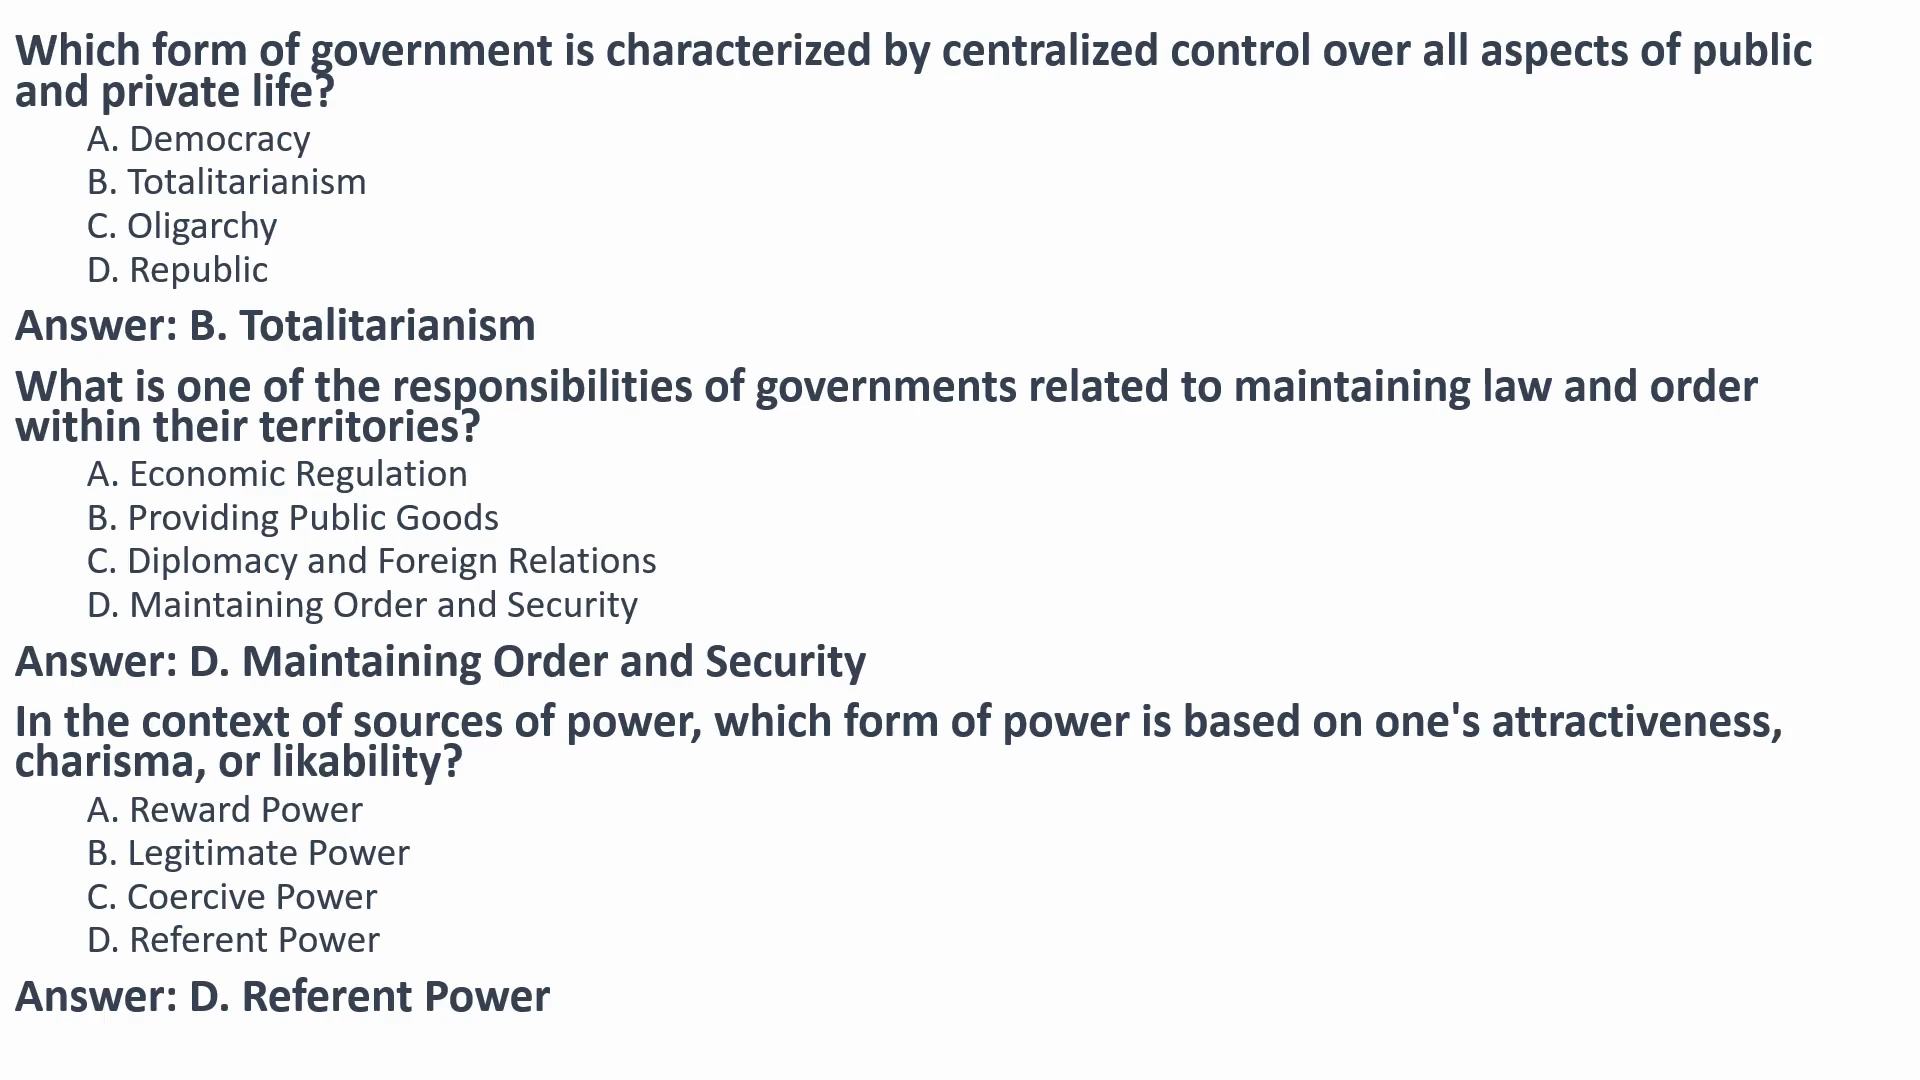 Which form of government is characterized by centralized control over all aspects of public
and private life?
A. Democracy
B. Totalitarianism
C. Oligarchy
D. Republic
Answer: B. Totalitarianism
What is one of the responsibilities of governments related to maintaining law and order
within their territories?
A. Economic Regulation
B. Providing Public Goods
C. Diplomacy and Foreign Relations
D. Maintaining Order and Security
Answer: D. Maintaining Order and Security
In the context of sources of power, which form of power is based on one's attractiveness,
charisma, or likability?
A. Reward Power
B. Legitimate Power
C. Coercive Power
D. Referent Power
Answer: D. Referent Power